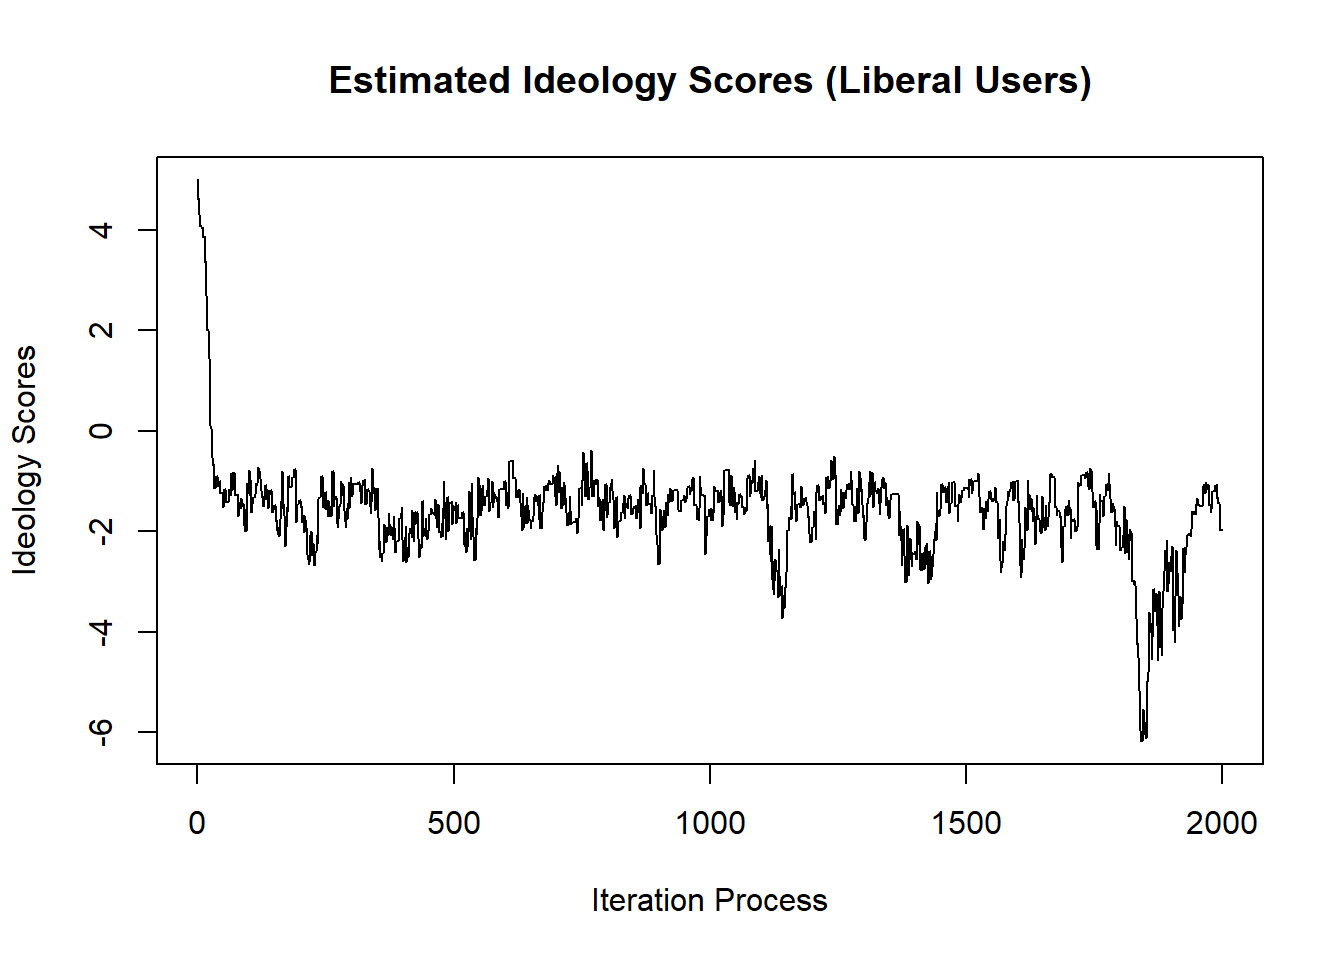 Estimated Ideology Scores (Liberal Users)
Ideology Scores
4
2
0
-2
-4
-6
0 500 1000 1500 2000
Iteration Process